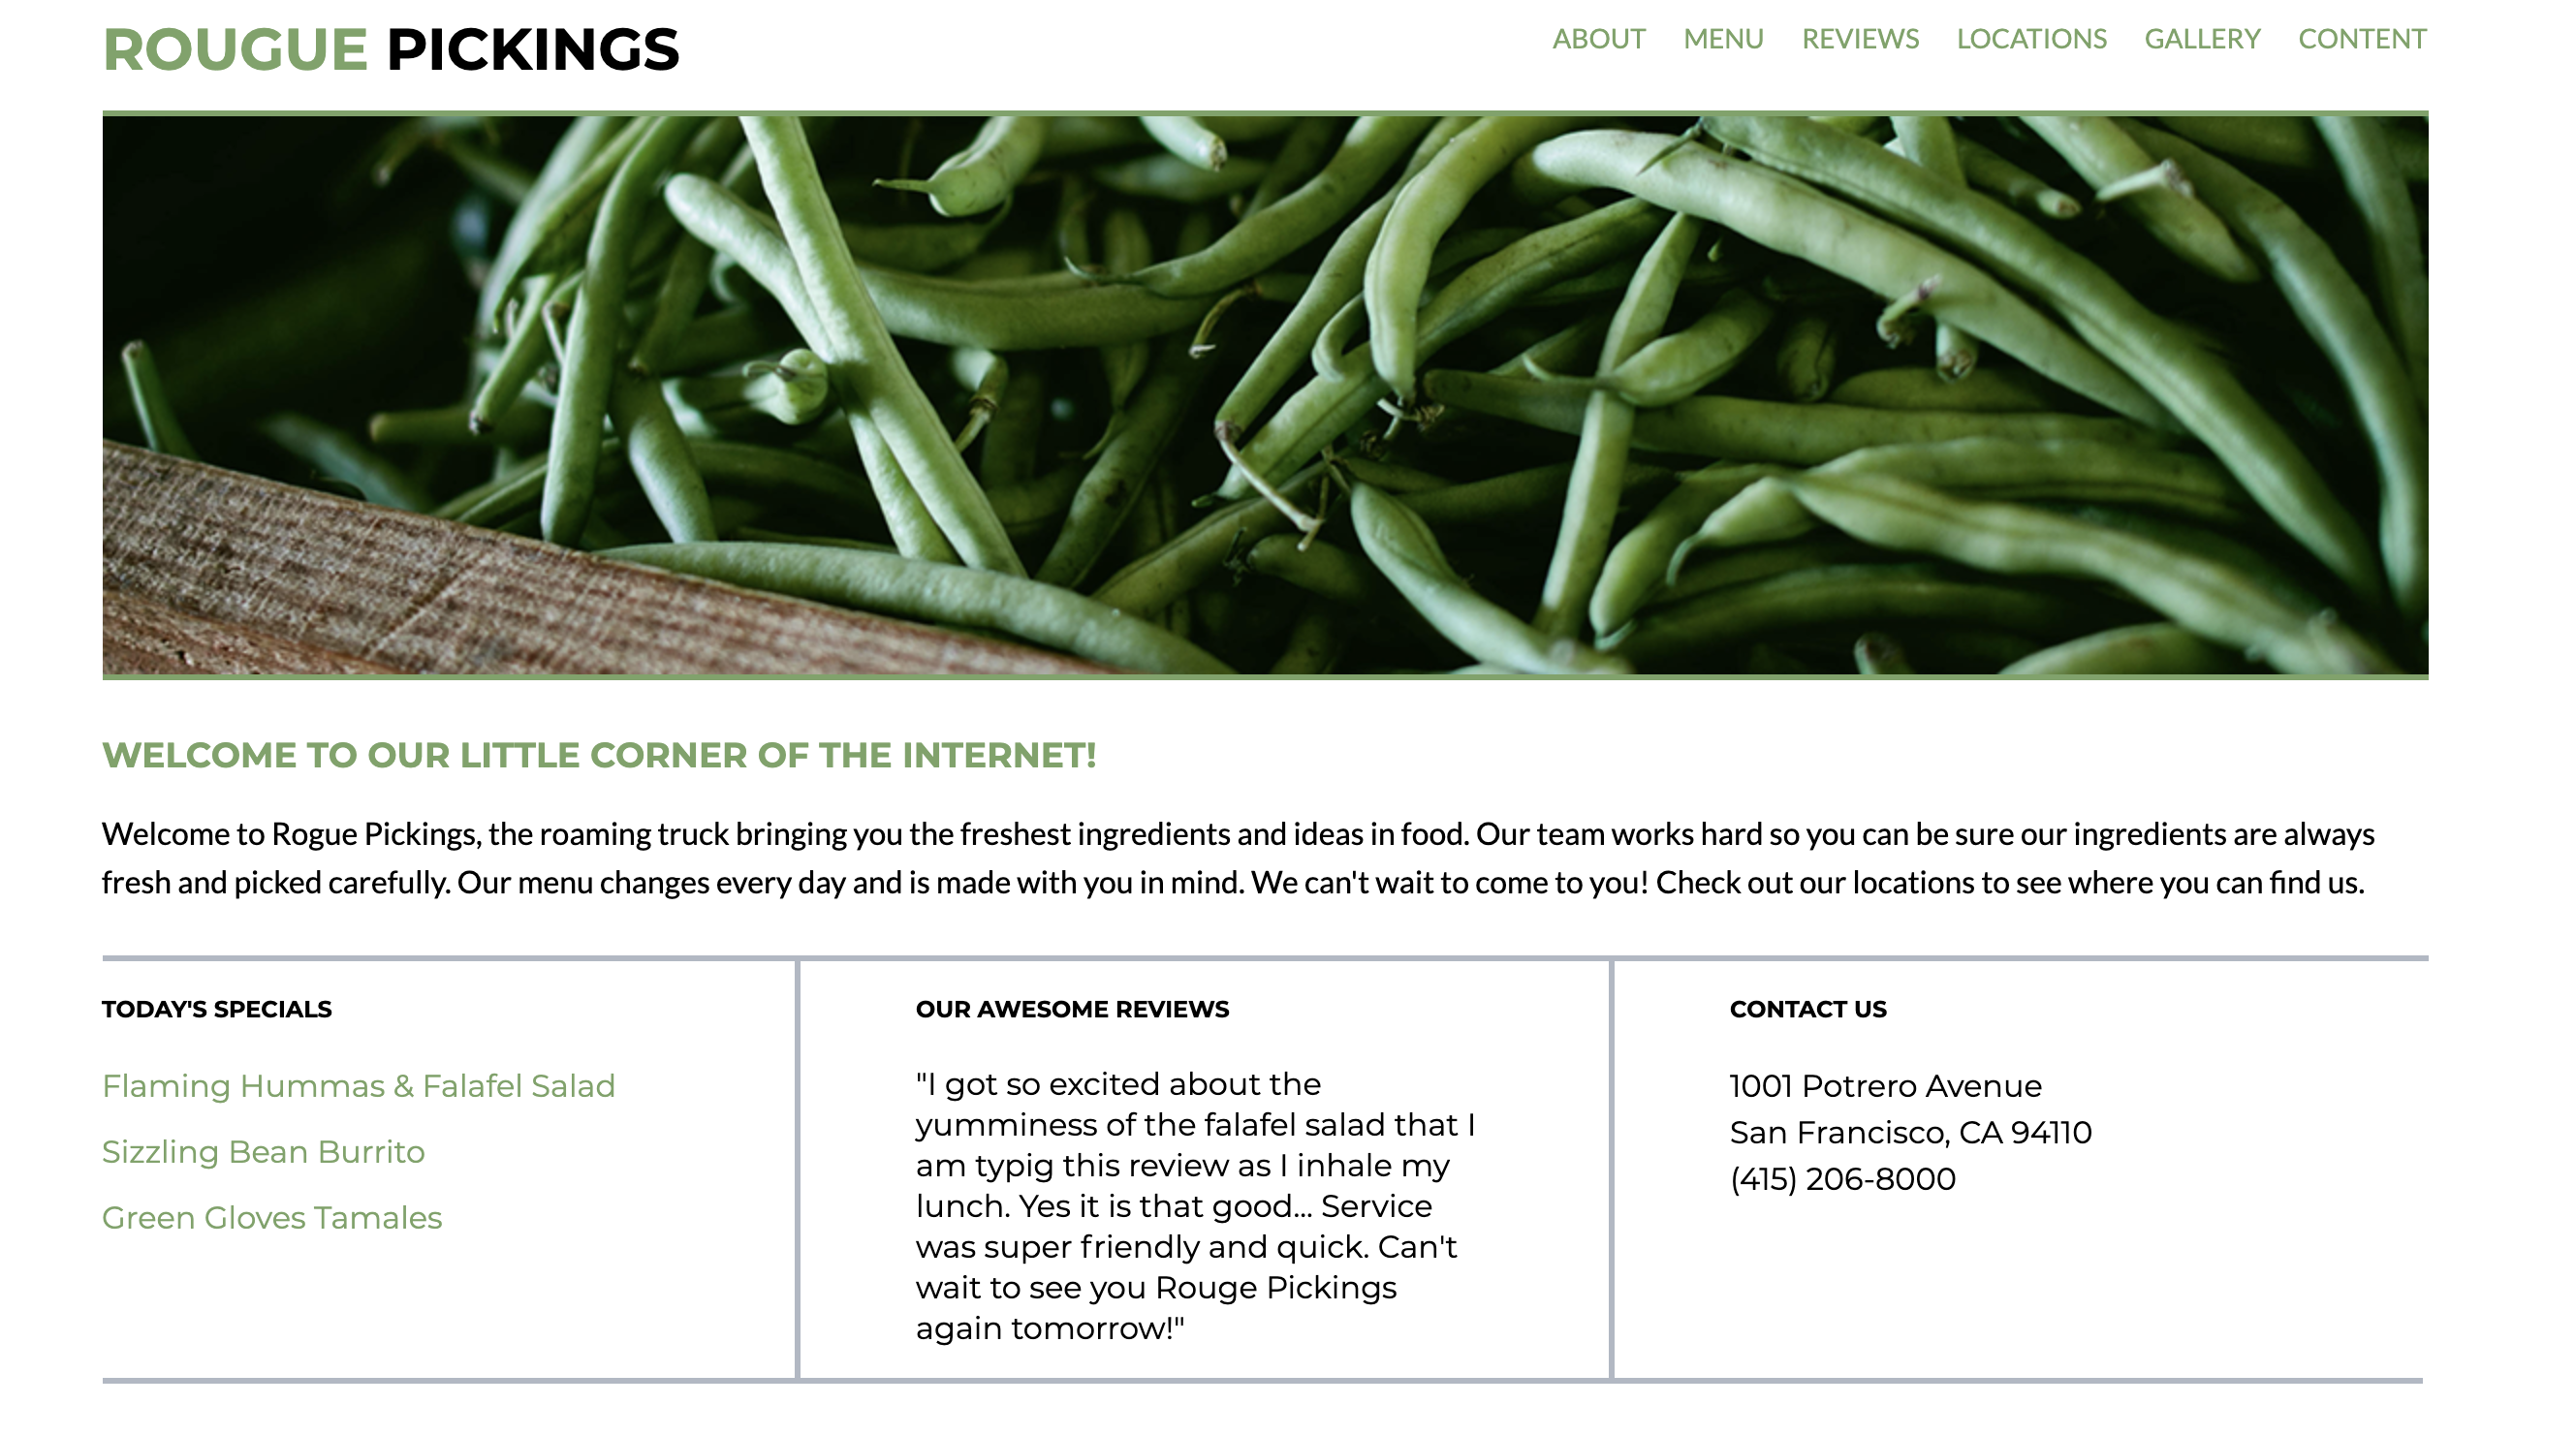 ROUGUE PICKINGS
ABOUT MENU REVIEWS LOCATIONS GALLERY CONTENT
WELCOME TO OUR LITTLE CORNER OF THE INTERNET!
Welcome to Rogue Pickings, the roaming truck bringing you the freshest ingredients and ideas in food. Our team works hard so you can be sure our ingredients are always
fresh and picked carefully. Our menu changes every day and is made with you in mind. We can't wait to come to you! Check out our locations to see where you can find us.
TODAY'S SPECIALS
Flaming Hummas & Falafel Salad
Sizzling Bean Burrito
Green Gloves Tamales
OUR AWESOME REVIEWS
"I got so excited about the
yumminess of the falafel salad that I
am typig this review as I inhale my
lunch. Yes it is that good... Service
was super friendly and quick. Can't
wait to see you Rouge Pickings
again tomorrow!"
CONTACT US
1001 Potrero Avenue
San Francisco, CA 94110
(415) 206-8000